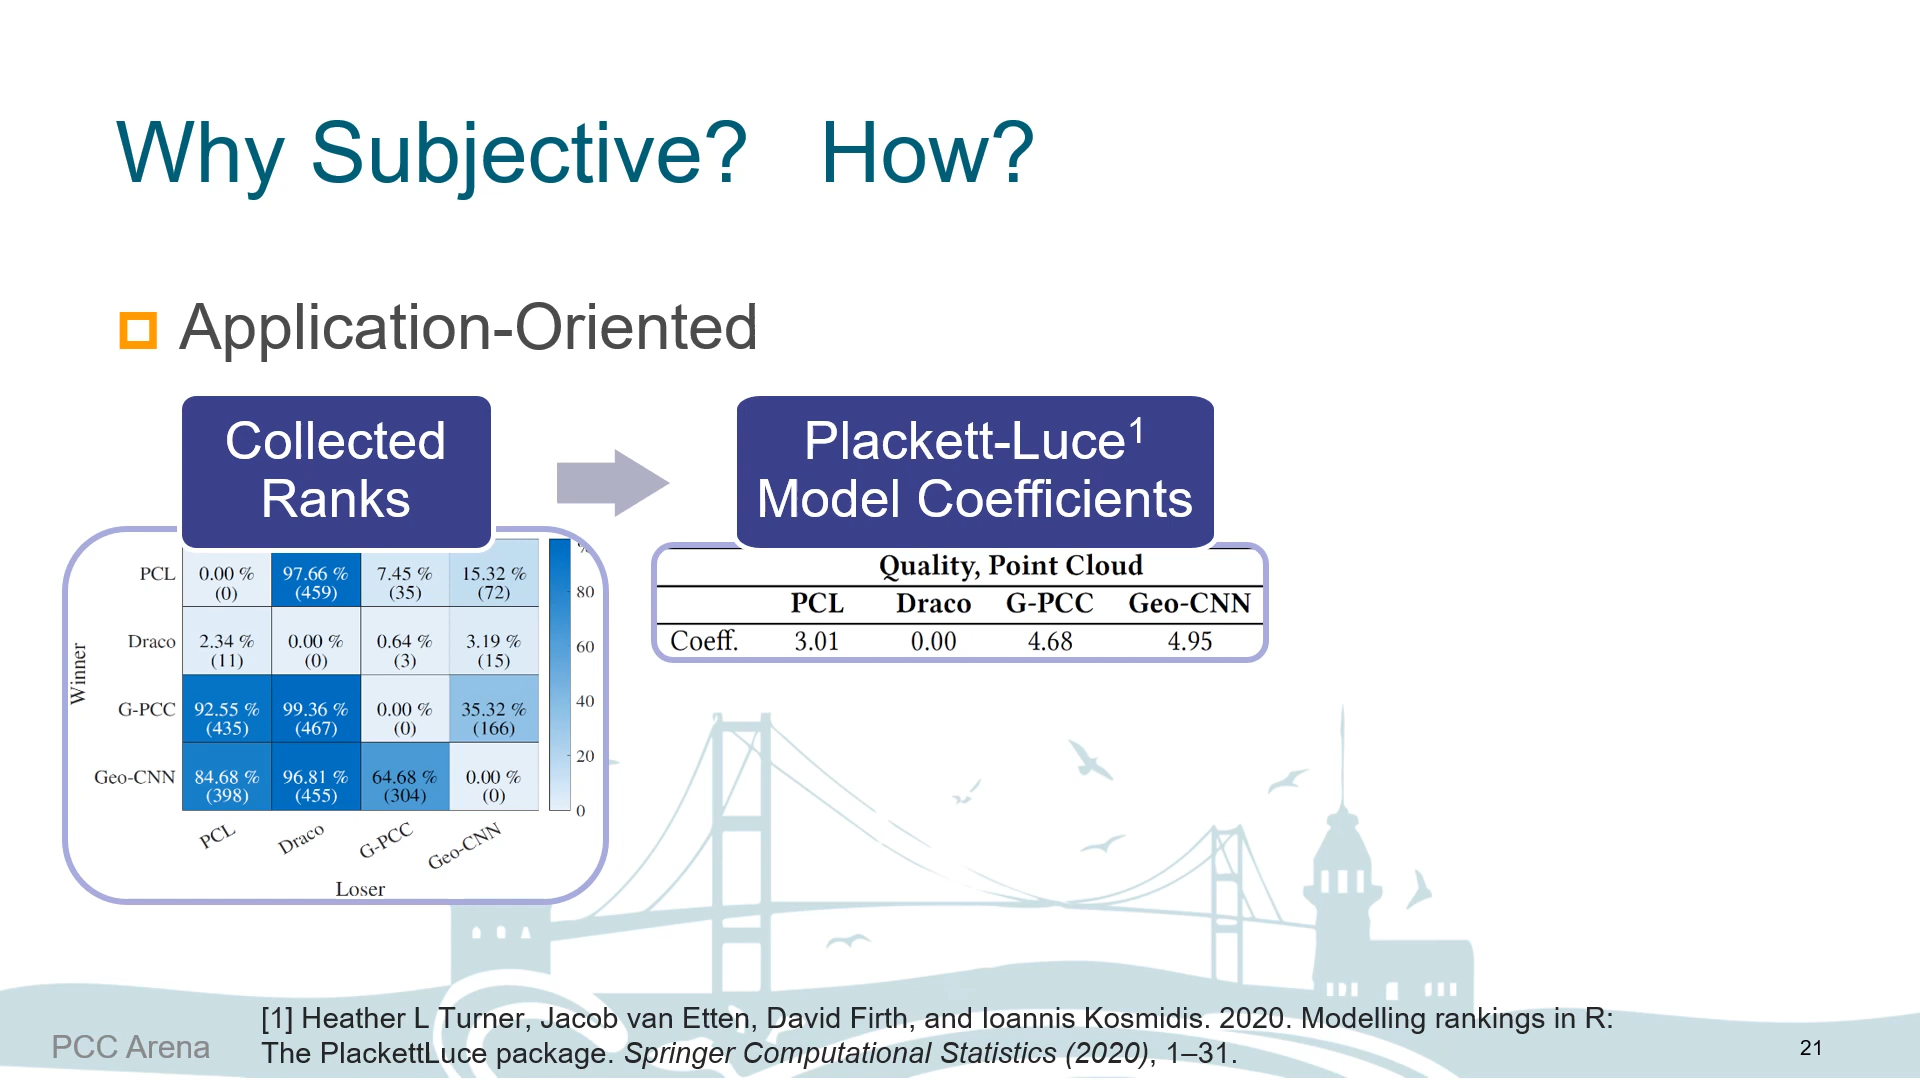 Why Subjective? How?
Application-Oriented
Collected
Ranks
Plackett-Luce¹
Model Coefficients
Winner
PCL 0.00 % 97.66 % 7.45 % 15.32 %
(0) (459) (35) (72)
Draco 2.34 % 0.00 % 0.64 % 3.19 %
(11) (0) (3) (15)
G-PCC 92.55 % 99.36 % 0.00 % 35.32 %
(435) (467) (0) (166)
Geo-CNN 84.68 % 96.81 % 64.68 % 0.00 %
(398) (455) (304) (0)
PCL Draco G-PCC Geo-CNN
Loser
%
80
60
40
20
0
Quality, Point Cloud
PCL Draco G-PCC Geo-CNN
Coeff. 3.01 0.00 4.68 4.95
[1] Heather L Turner, Jacob van Etten, David Firth, and Ioannis Kosmidis. 2020. Modelling rankings in R:
The PlackettLuce package. Springer Computational Statistics (2020), 1–31.
PCC Arena
21